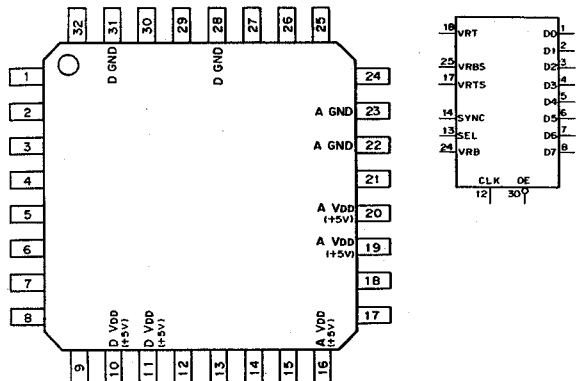 32 31 30 29 28 27 26 25
D GND
D GND
1
2
3
4
5
6
7
8
24
A GND 23
A GND 22
21
A VDD (+5V) 20
A VDD (+5V) 19
18
17
D VDD (+5V)
D VDD (+5V)
A VDD (+5V)
9 10 11 12 13 14 15 16
18 VRT D0 1
D1 2
25 VRBS D2 3
17 VRTS D3 4
D4 5
14 SYNC D5 6
13 SEL D6 7
24 VRB D7 8
CLK OE
12 30